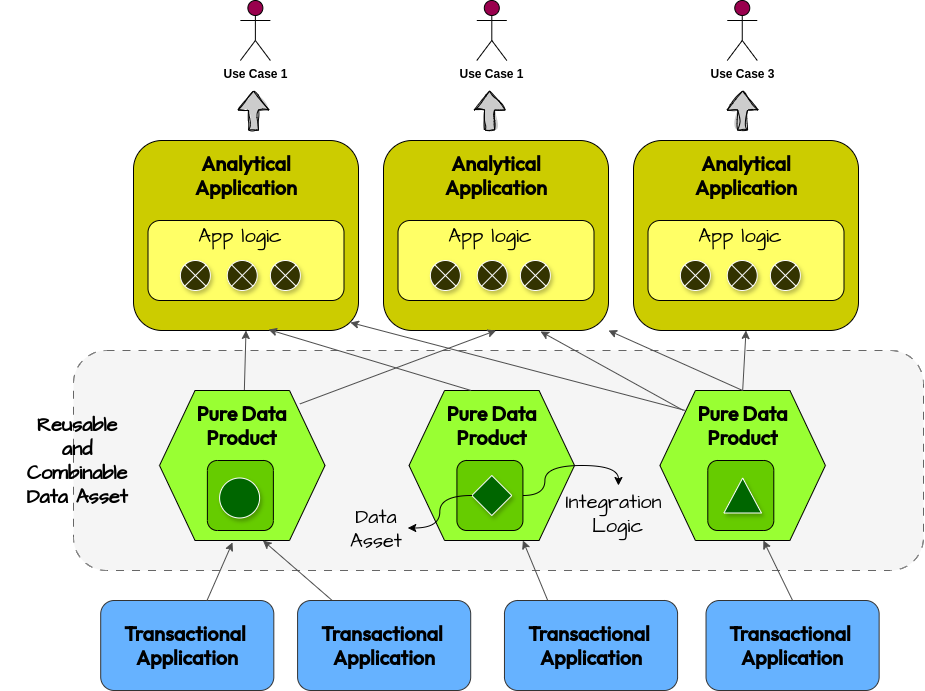 Use Case 1
Use Case 1
Use Case 3
Analytical
Application
App logic
Analytical
Application
App logic
Analytical
Application
App logic
Reusable
and
Combinable
Data Asset
Pure Data
Product
Pure Data
Product
Data
Asset
Integration
Logic
Pure Data
Product
Transactional
Application
Transactional
Application
Transactional
Application
Transactional
Application